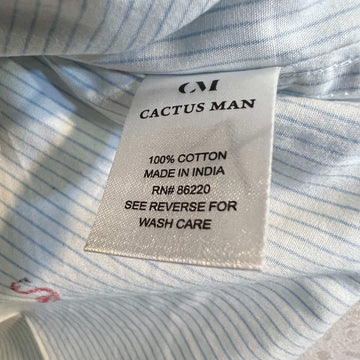 CM
CACTUS MAN
100% COTTON
MADE IN INDIA
RN# 86220
SEE REVERSE FOR
WASH CARE